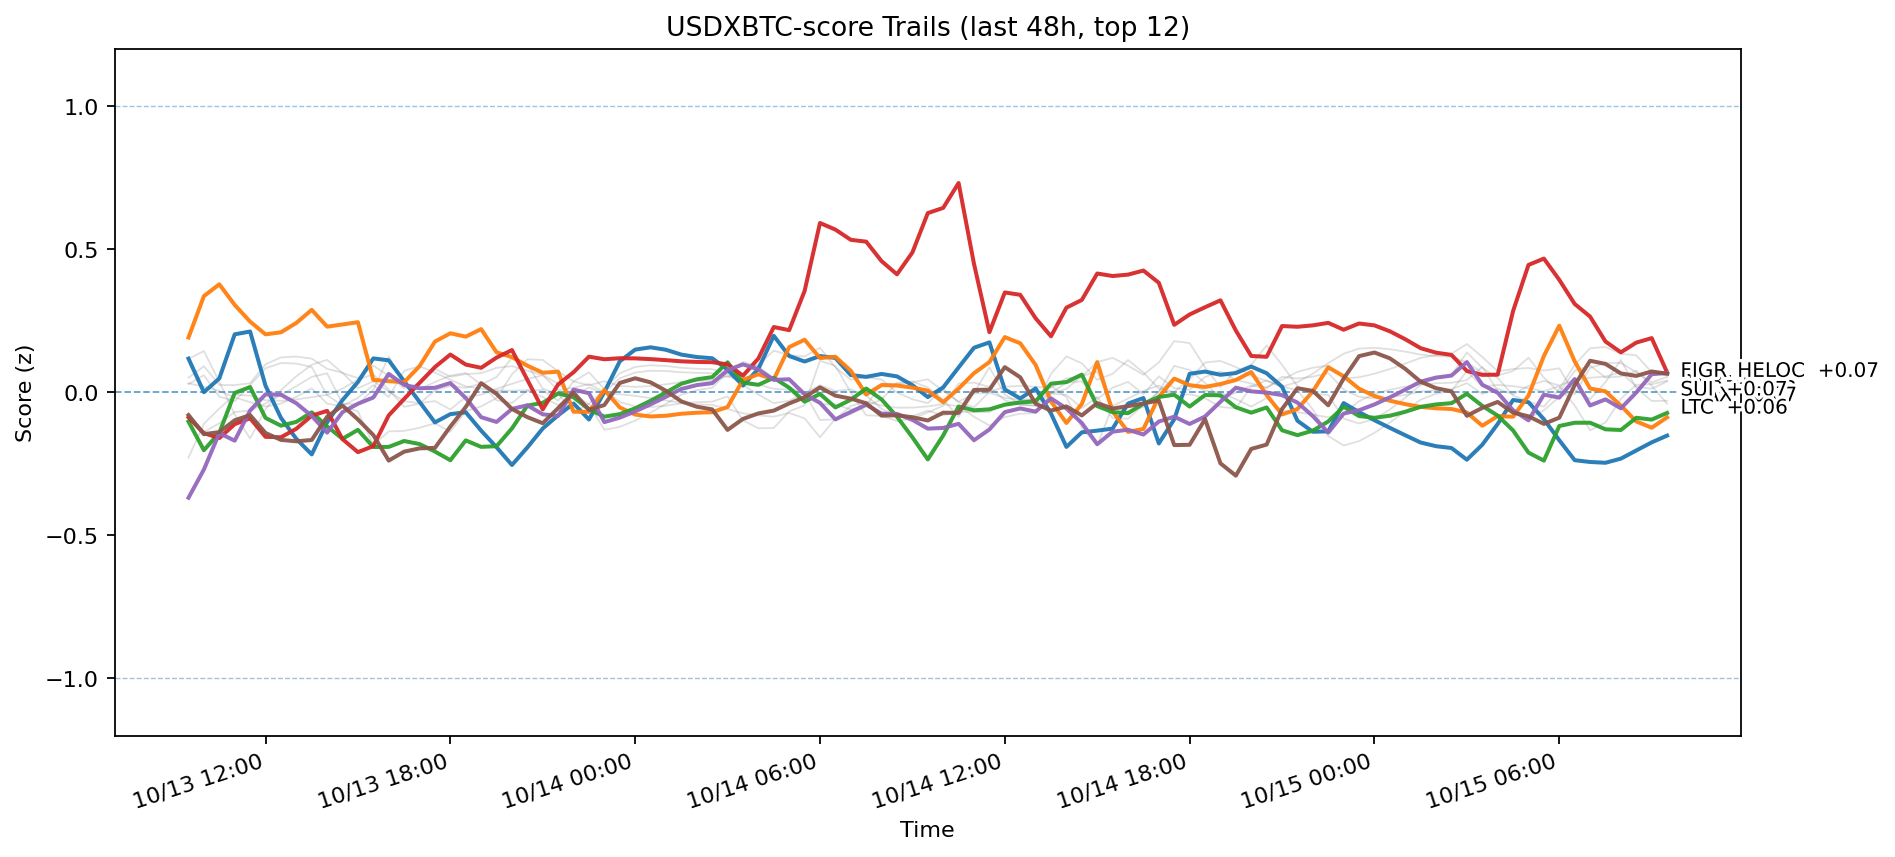 USDXBTC-score Trails (last 48h, top 12)
Score (z)
1.0
0.5
0.0
−0.5
−1.0
FIGR_HELOC +0.07
SUI +0.07
LTC +0.06
10/13 12:00
10/13 18:00
10/14 00:00
10/14 06:00
10/14 12:00
10/14 18:00
10/15 00:00
10/15 06:00
Time